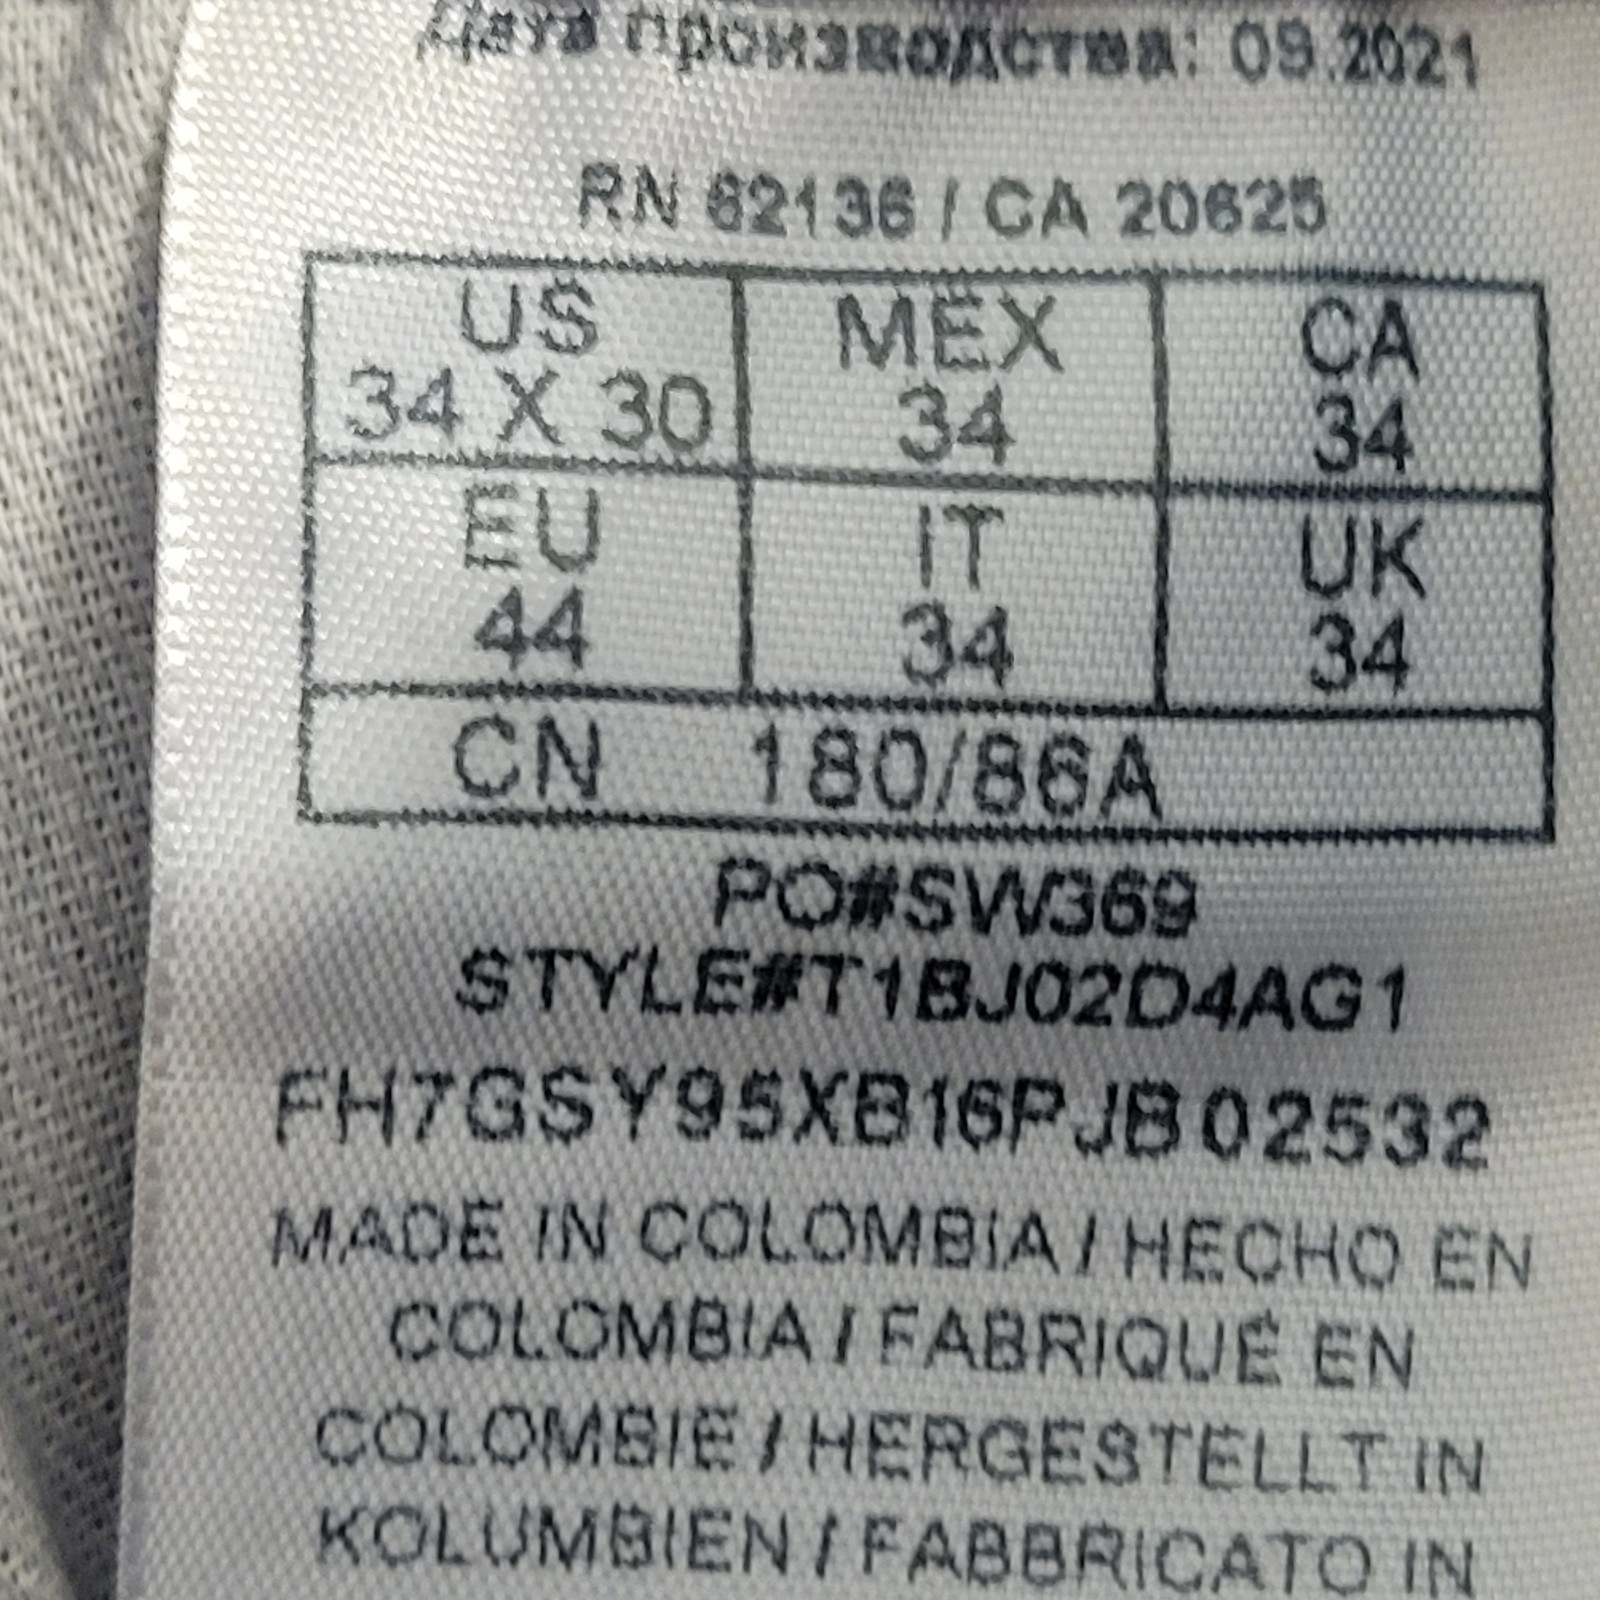 Дата производства: 09.2021
RN 62136 / CA 20625
US MEX CA
34 X 30 34 34
EU IT UK
44 34 34
CN 180/86A
PO#SW369
STYLE#T1BJ02D4AG1
FH7GSY95XB16PJB02532
MADE IN COLOMBIA / HECHO EN
COLOMBIA / FABRIQUÉ EN
COLOMBIE / HERGESTELLT IN
KOLUMBIEN / FABBRICATO IN